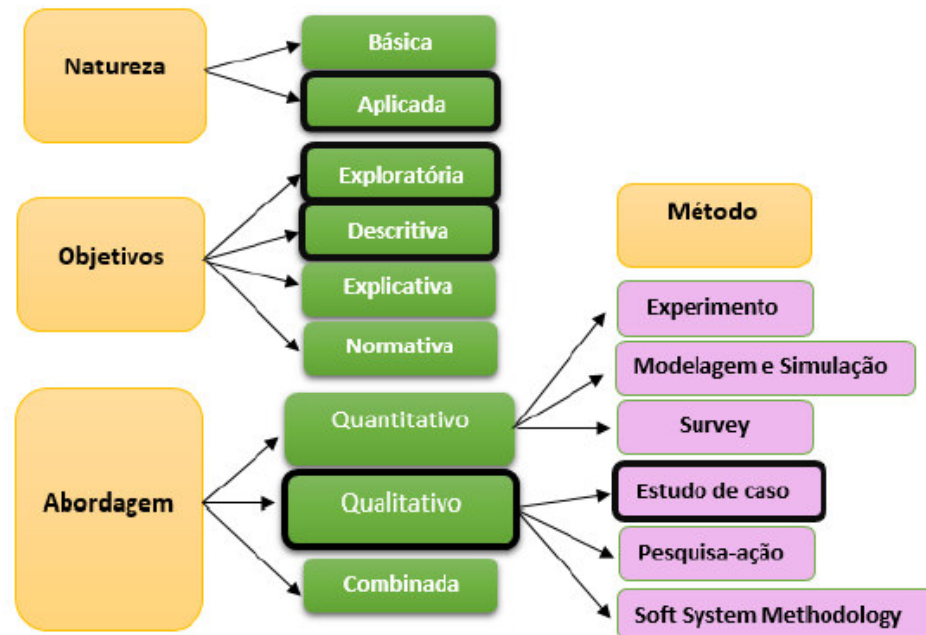 Natureza
Básica
Aplicada
Objetivos
Exploratória
Descritiva
Explicativa
Normativa
Abordagem
Quantitativo
Qualitativo
Combinada
Método
Experimento
Modelagem e Simulação
Survey
Estudo de caso
Pesquisa-ação
Soft System Methodology